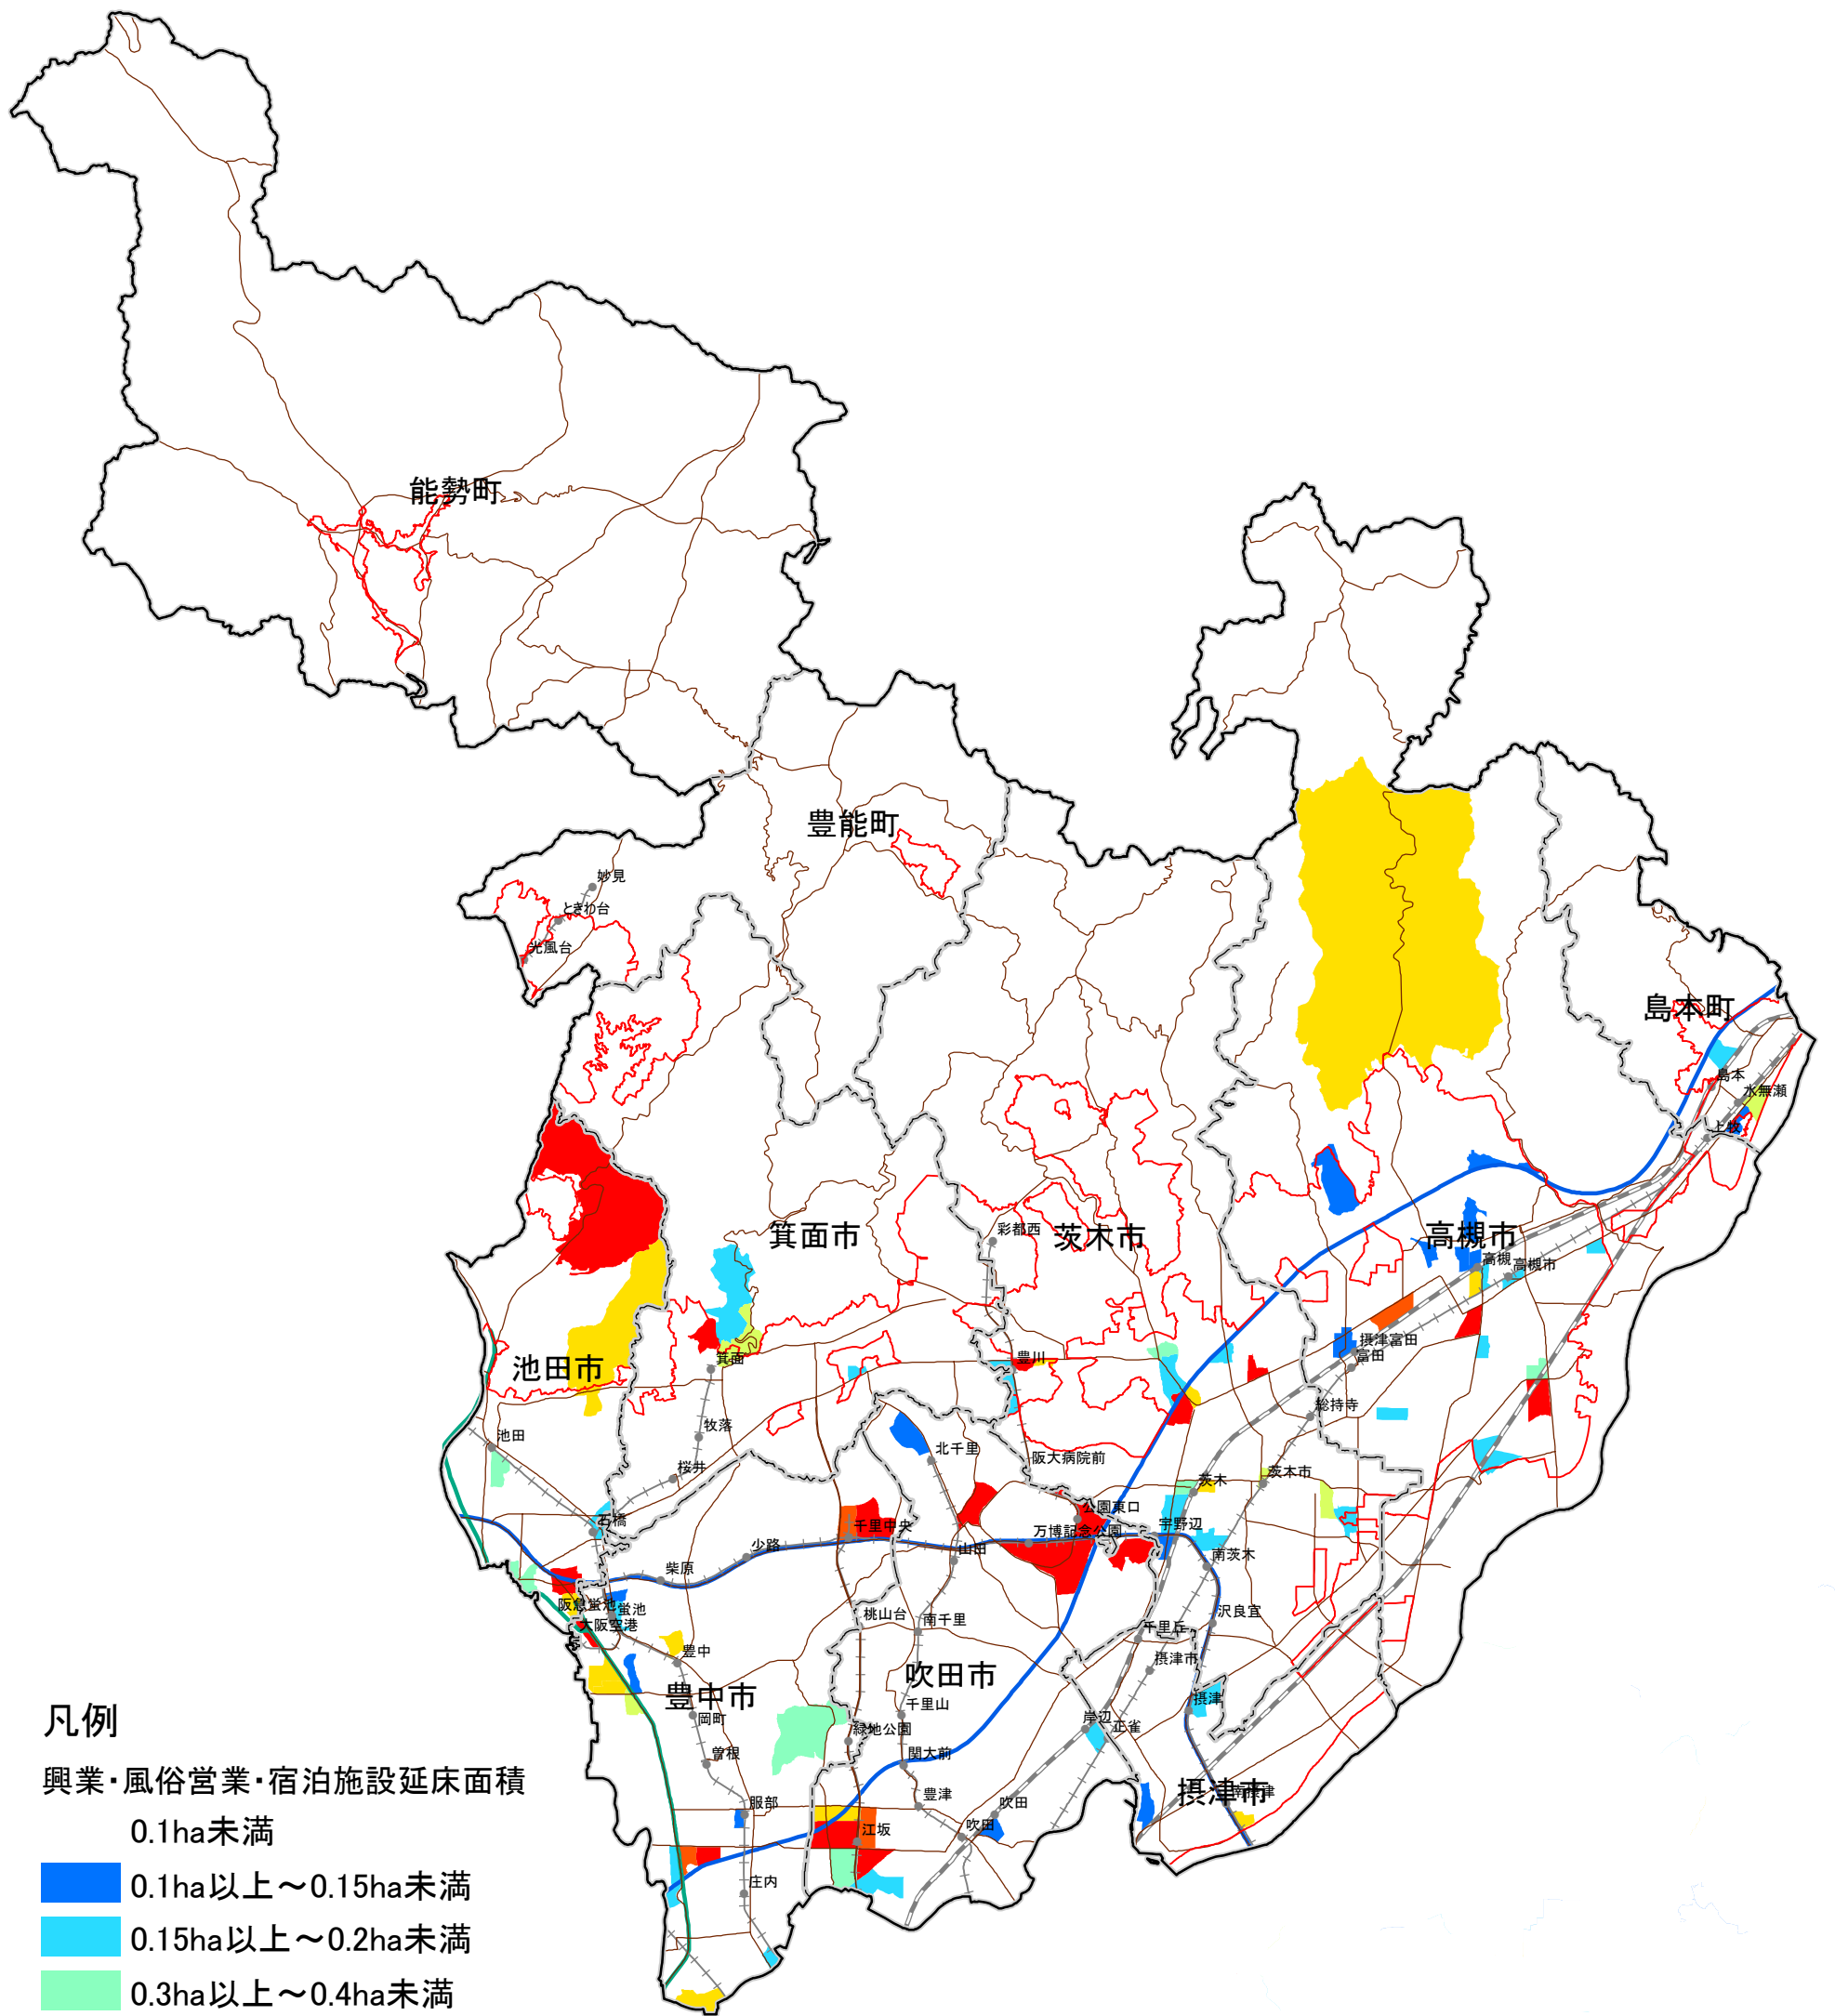 能勢町
豊能町
妙見
ときわ台
光風台
島本町
島本
水無瀬
上牧
箕面市
彩都西
茨木市
高槻市
高槻
高槻市
摂津富田
富田
池田市
箕面
豊川
総持寺
牧落
池田
北千里
阪大病院前
桜井
茨木
茨木市
公園東口
石橋
千里中央
万博記念公園
宇野辺
少路
山田
南茨木
柴原
阪急蛍池
蛍池
大阪空港
桃山台
南千里
沢良宜
千里丘
豊中
摂津市
吹田市
豊中市
千里山
摂津
岡町
岸辺
正雀
緑地公園
曽根
関大前
摂津市
南摂津
豊津
服部
吹田
江坂
吹田
庄内
凡例
興業・風俗営業・宿泊施設延床面積
0.1ha未満
0.1ha以上～0.15ha未満
0.15ha以上～0.2ha未満
0.3ha以上～0.4ha未満